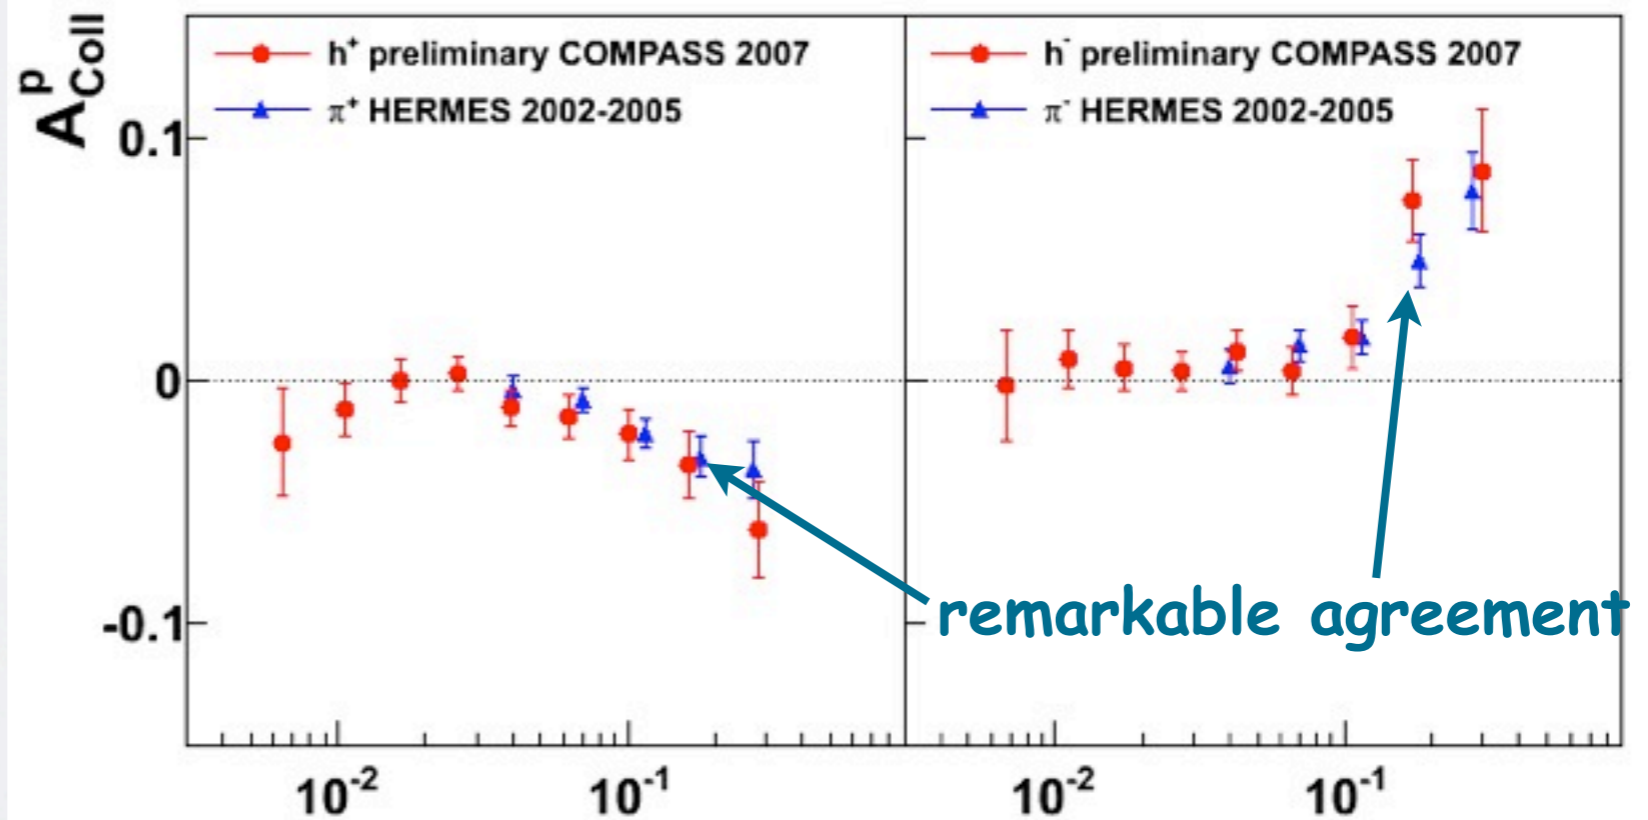 A^p_Coll
h⁺ preliminary COMPASS 2007
π⁺ HERMES 2002-2005
h⁻ preliminary COMPASS 2007
π⁻ HERMES 2002-2005
0.1
0
-0.1
remarkable agreement
10⁻² 10⁻¹ 10⁻² 10⁻¹